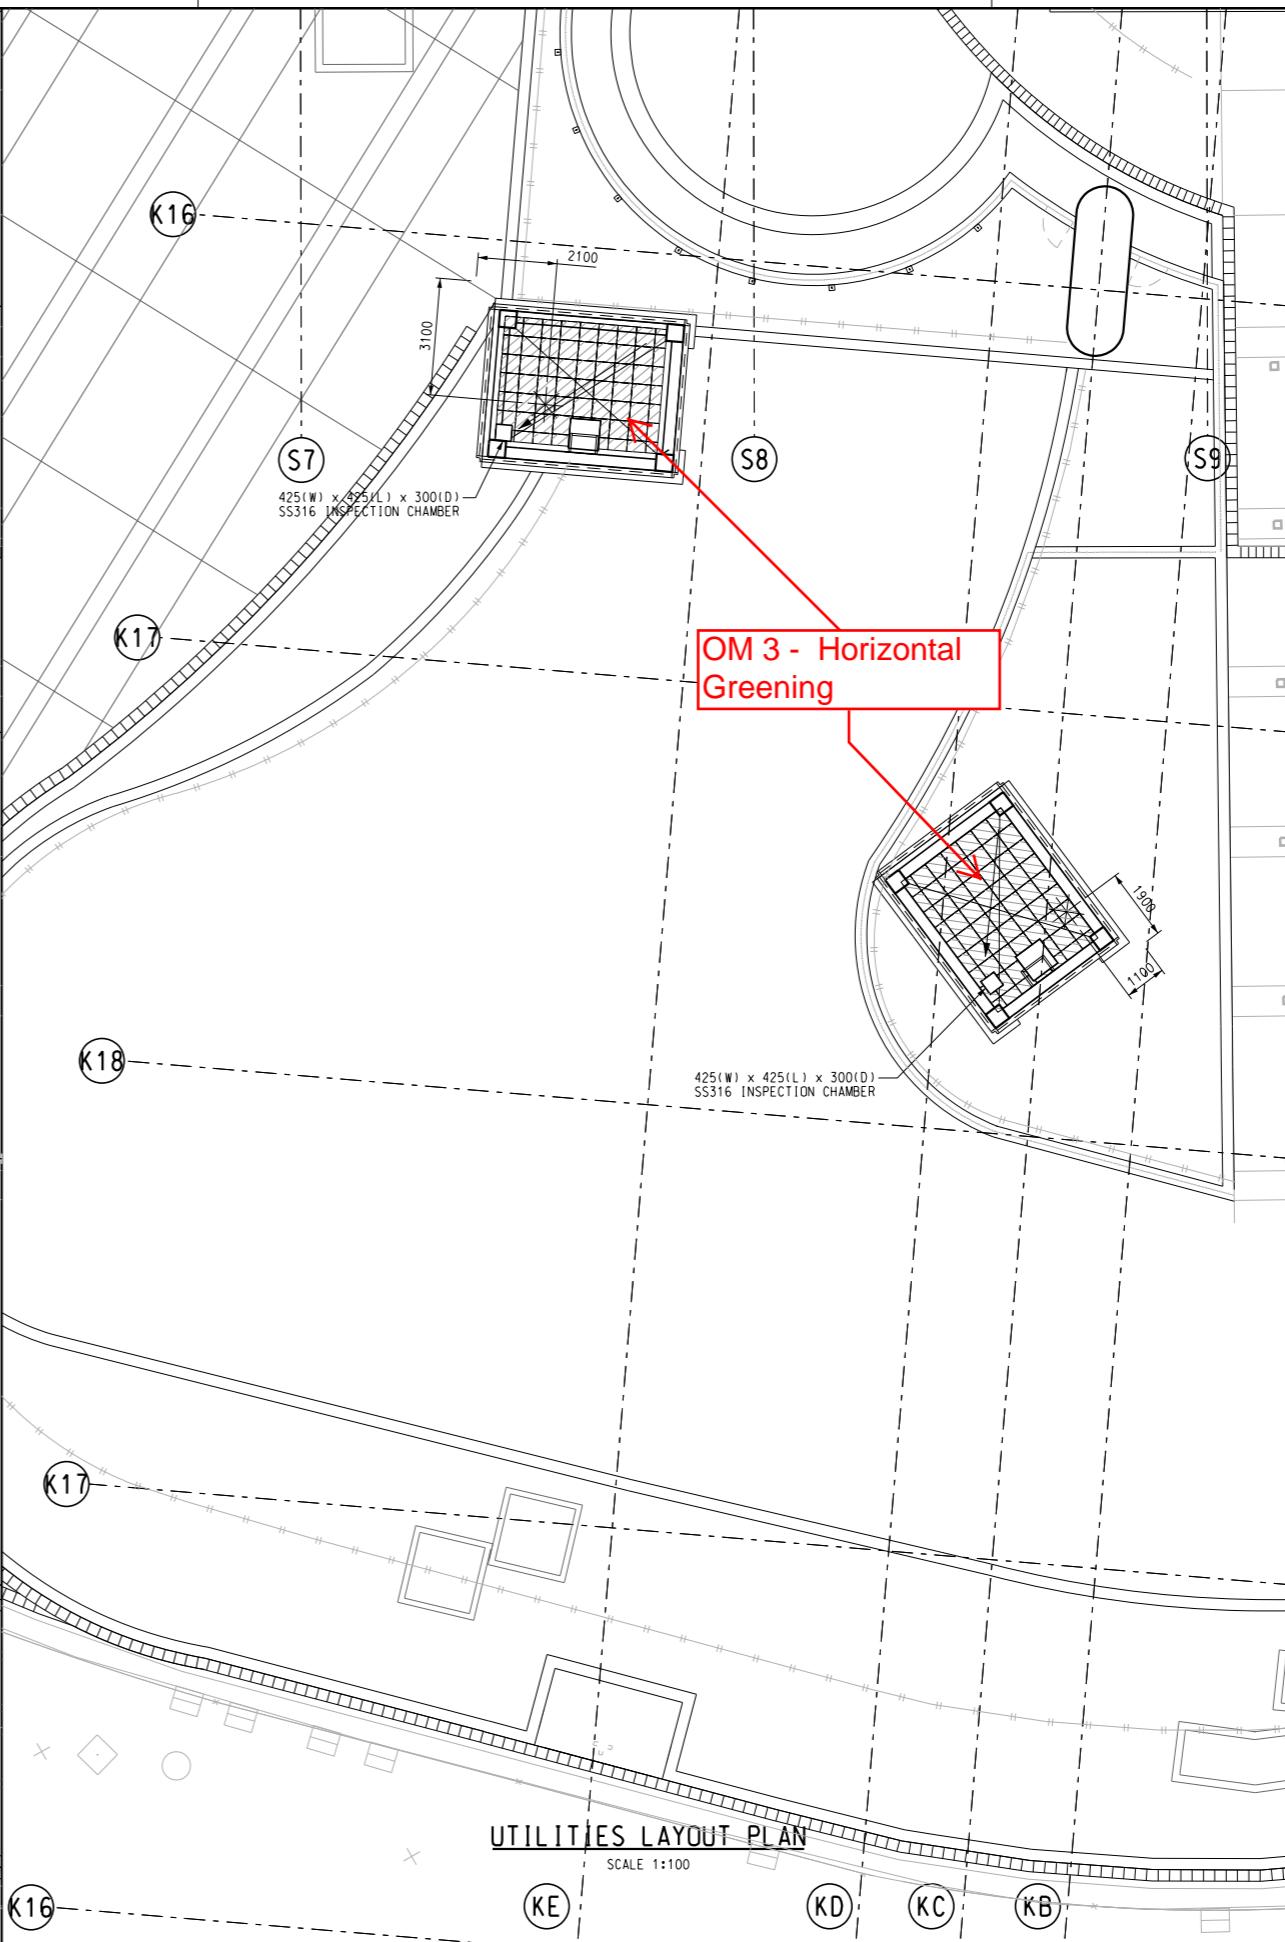 K16
2100
3100
S7
S8
S9
425(W) x 425(L) x 300(D)
SS316 INSPECTION CHAMBER
K17
OM 3 - Horizontal
Greening
1900
1100
K18
425(W) x 425(L) x 300(D)
SS316 INSPECTION CHAMBER
K17
UTILITIES LAYOUT PLAN
SCALE 1:100
K16
KE
KD
KC
KB